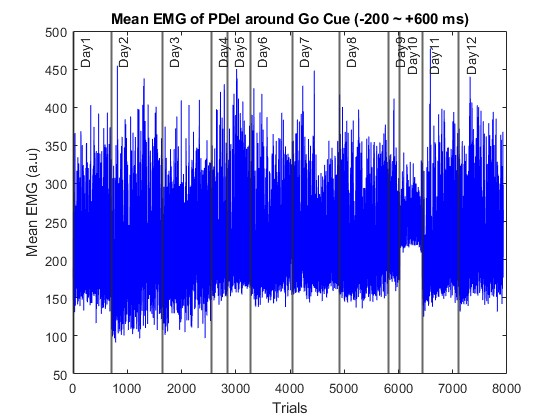 Mean EMG of PDel around Go Cue (-200 ~ +600 ms)
500
450
400
350
300
250
200
150
100
50
Mean EMG (a.u)
Day1
Day2
Day3
Day4
Day5
Day6
Day7
Day8
Day9
Day10
Day11
Day12
0
1000
2000
3000
4000
5000
6000
7000
8000
Trials